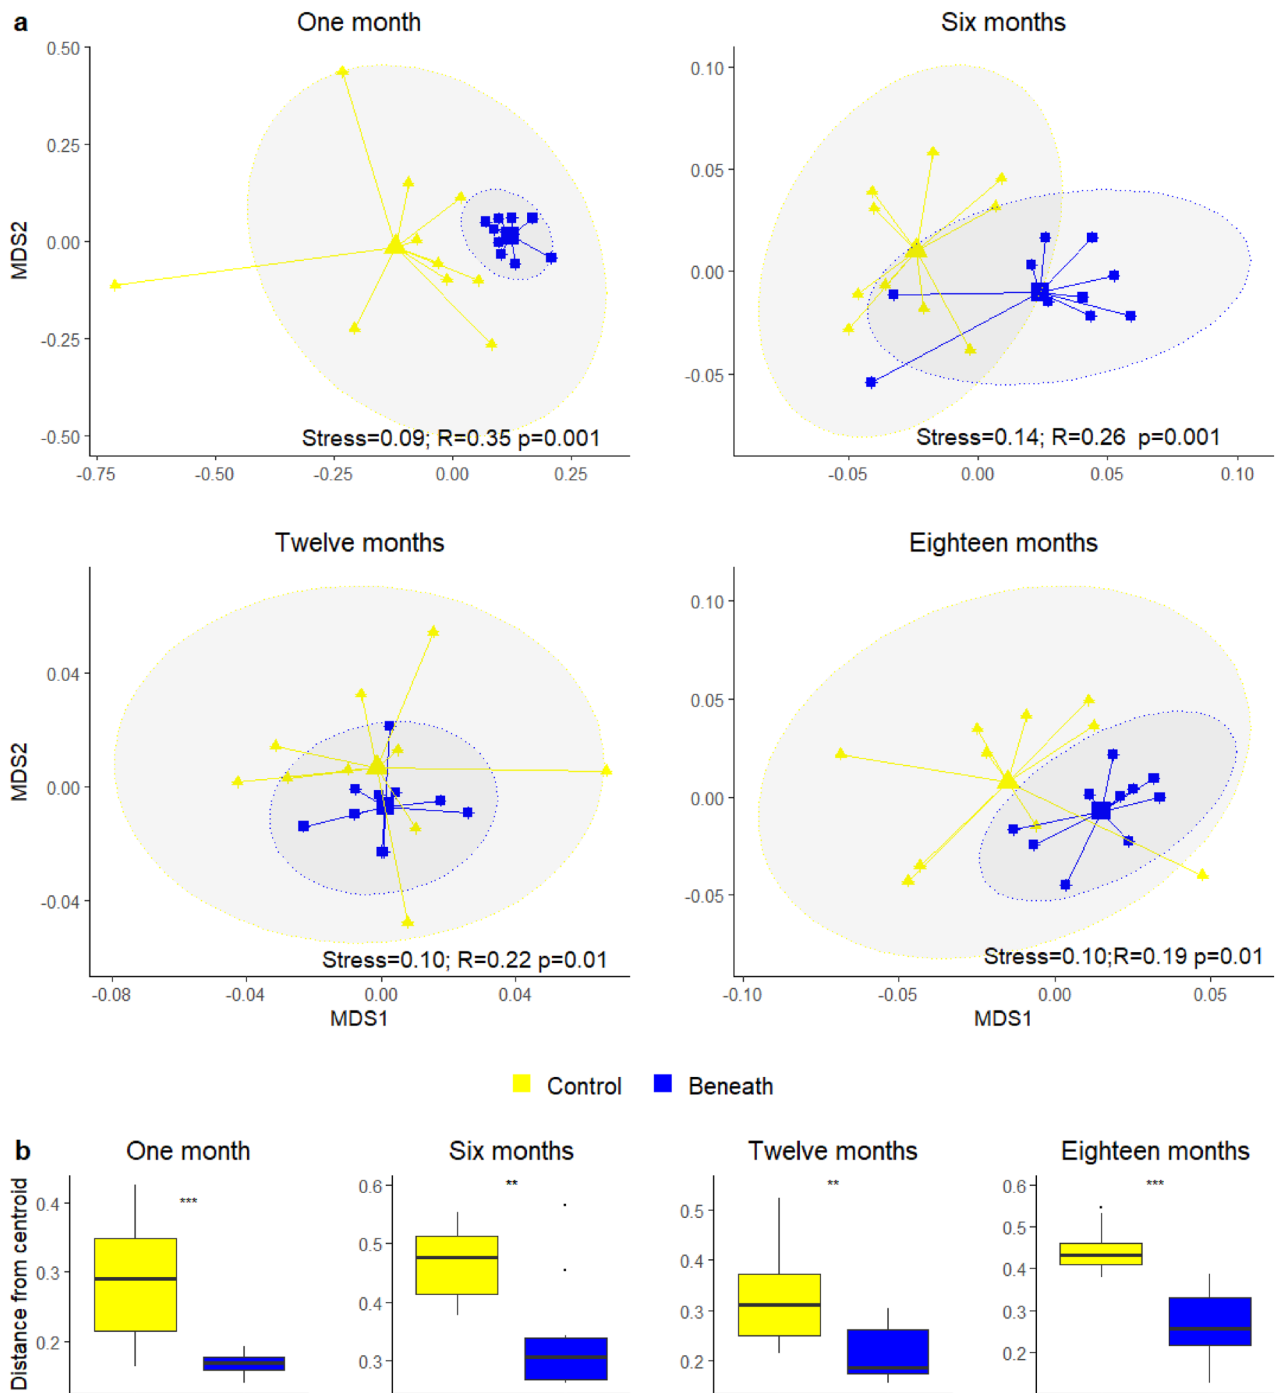 a
One month
Six months
0.50
0.25
0.00
-0.25
-0.50
MDS2
Stress=0.09; R=0.35 p=0.001
-0.75 -0.50 -0.25 0.00 0.25
0.10
0.05
0.00
-0.05
Stress=0.14; R=0.26 p=0.001
-0.05 0.00 0.05 0.10
Twelve months
Eighteen months
0.04
0.00
-0.04
MDS2
Stress=0.10; R=0.22 p=0.01
-0.08 -0.04 0.00 0.04
MDS1
0.10
0.05
0.00
-0.05
Stress=0.10;R=0.19 p=0.01
-0.10 -0.05 0.00 0.05
MDS1
Control Beneath
b
One month
Six months
Twelve months
Eighteen months
Distance from centroid
0.4
0.3
0.2
***
0.6
0.5
0.4
0.3
**
0.5
0.4
0.3
0.2
**
0.6
0.5
0.4
0.3
0.2
***